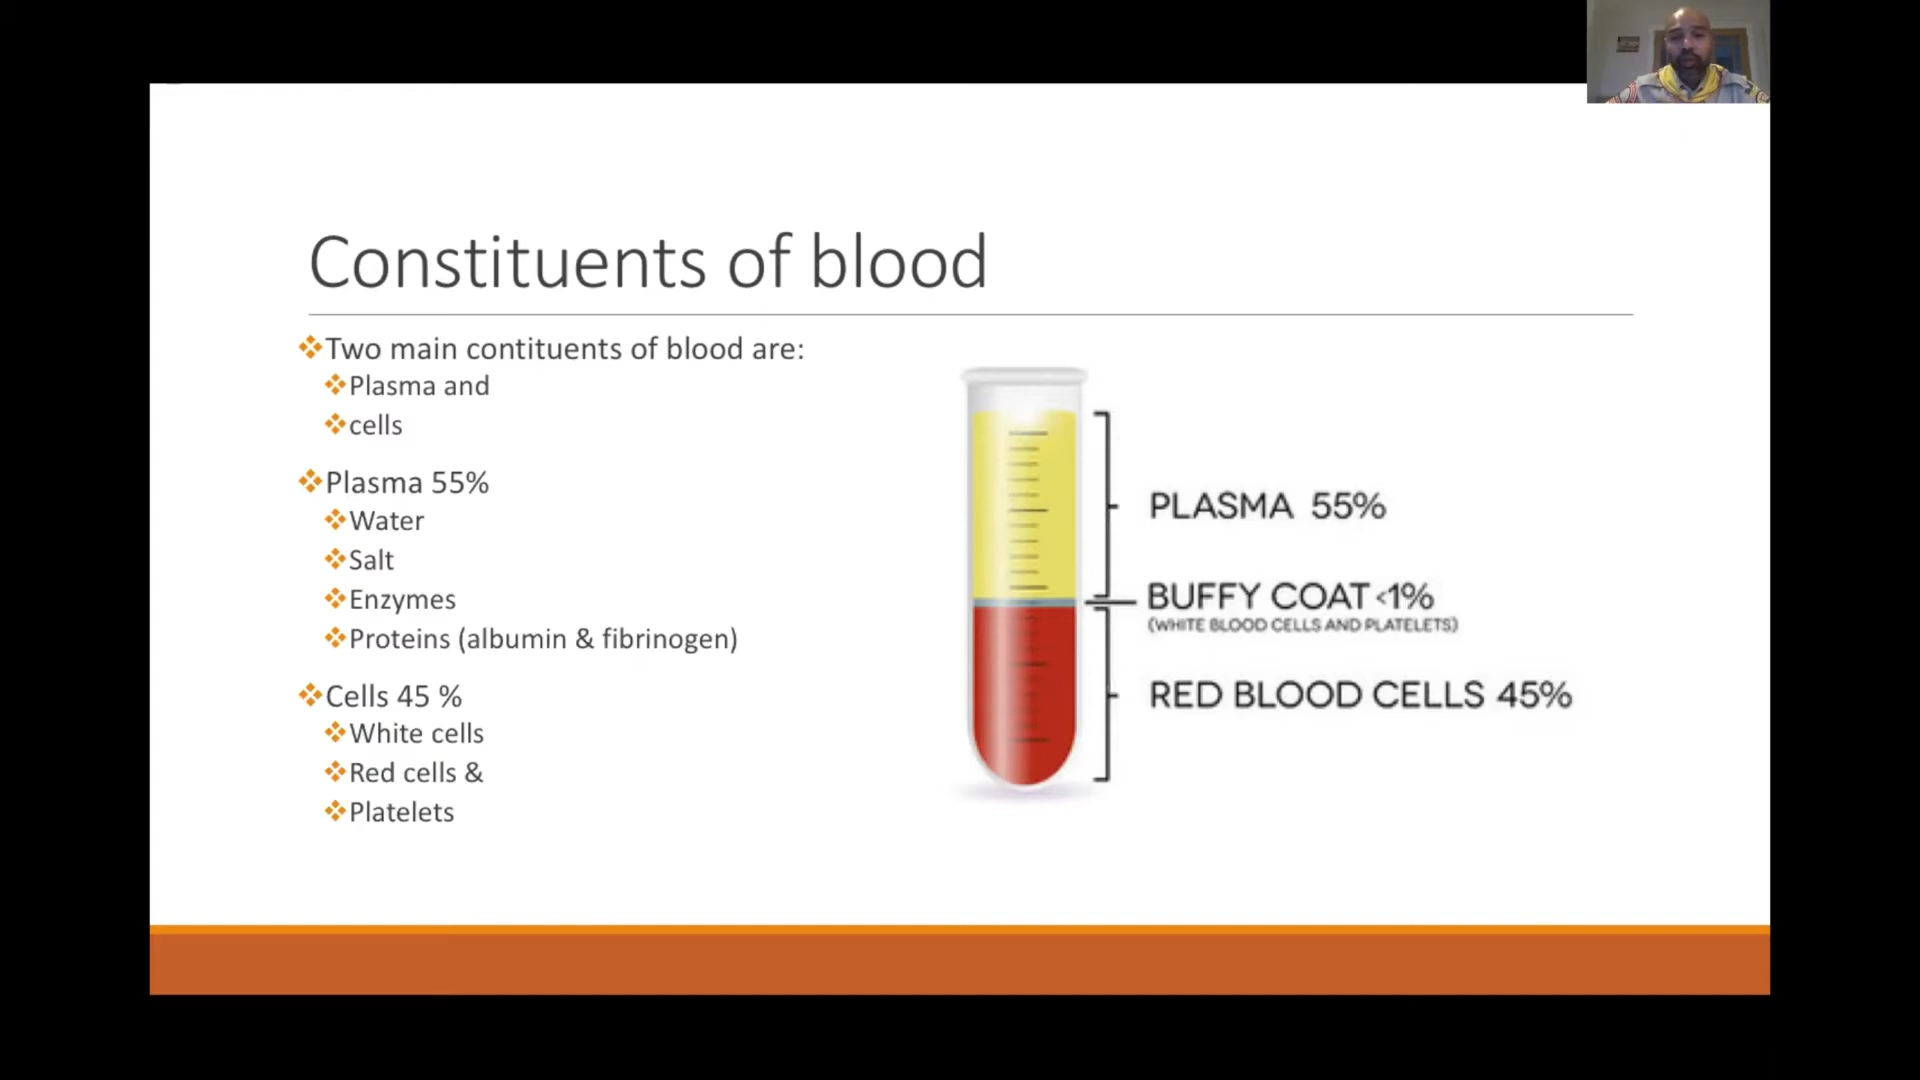 Constituents of blood
Two main contituents of blood are:
Plasma and
cells
Plasma 55%
Water
Salt
Enzymes
Proteins (albumin & fibrinogen)
Cells 45 %
White cells
Red cells &
Platelets
PLASMA 55%
BUFFY COAT <1%
(WHITE BLOOD CELLS AND PLATELETS)
RED BLOOD CELLS 45%